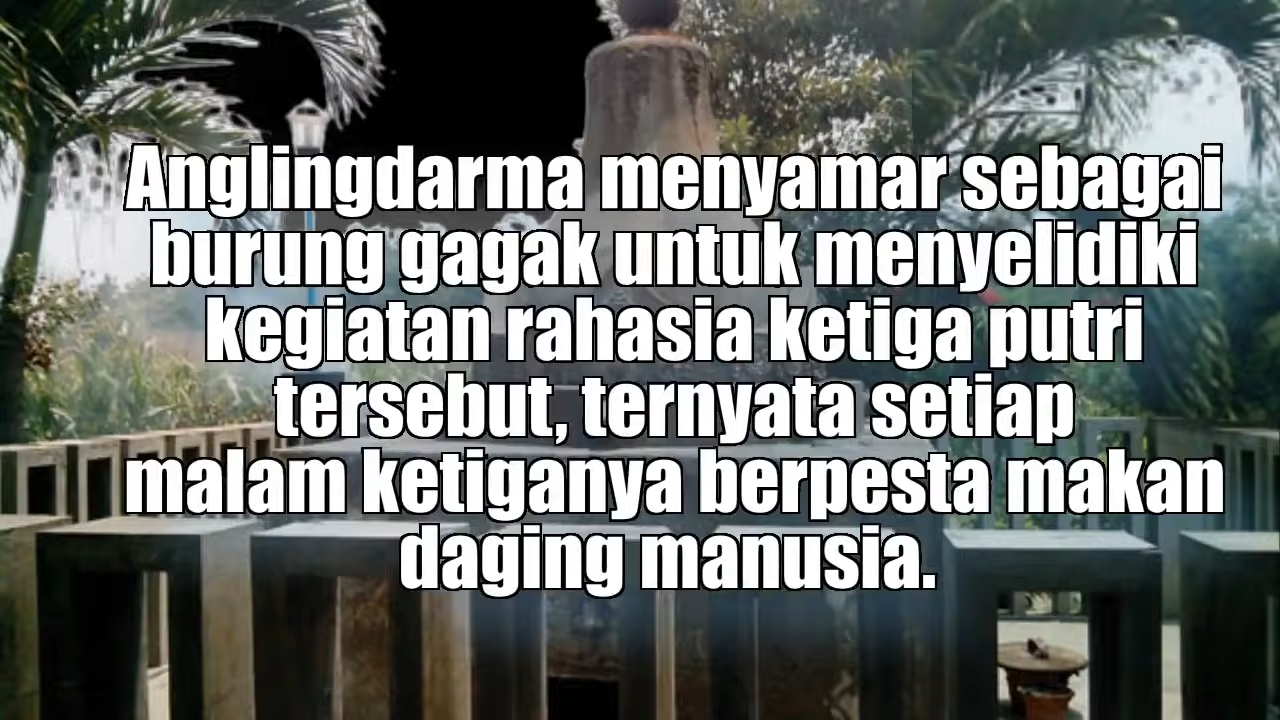 Anglingdarma menyamar sebagai
burung gagak untuk menyelidiki
kegiatan rahasia ketiga putri
tersebut, ternyata setiap
malam ketiganya berpesta makan
daging manusia.